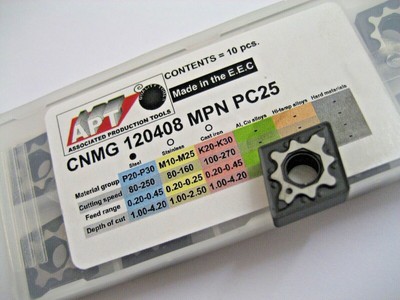 APT
ASSOCIATED PRODUCTION TOOLS
CONTENTS = 10 pcs.
Made in the E.E.C
CNMG 120408 MPN PC25
Steel Stainless Cast iron Al. Cu alloys Hi-temp alloys Hard materials
Material group P20-P30 M10-M25 K20-K30
Cutting speed 80-250 80-160 100-270
Feed range 0.20-0.45 0.20-0.25 0.20-0.45
Depth of cut 1.00-4.20 1.00-2.50 1.00-4.20